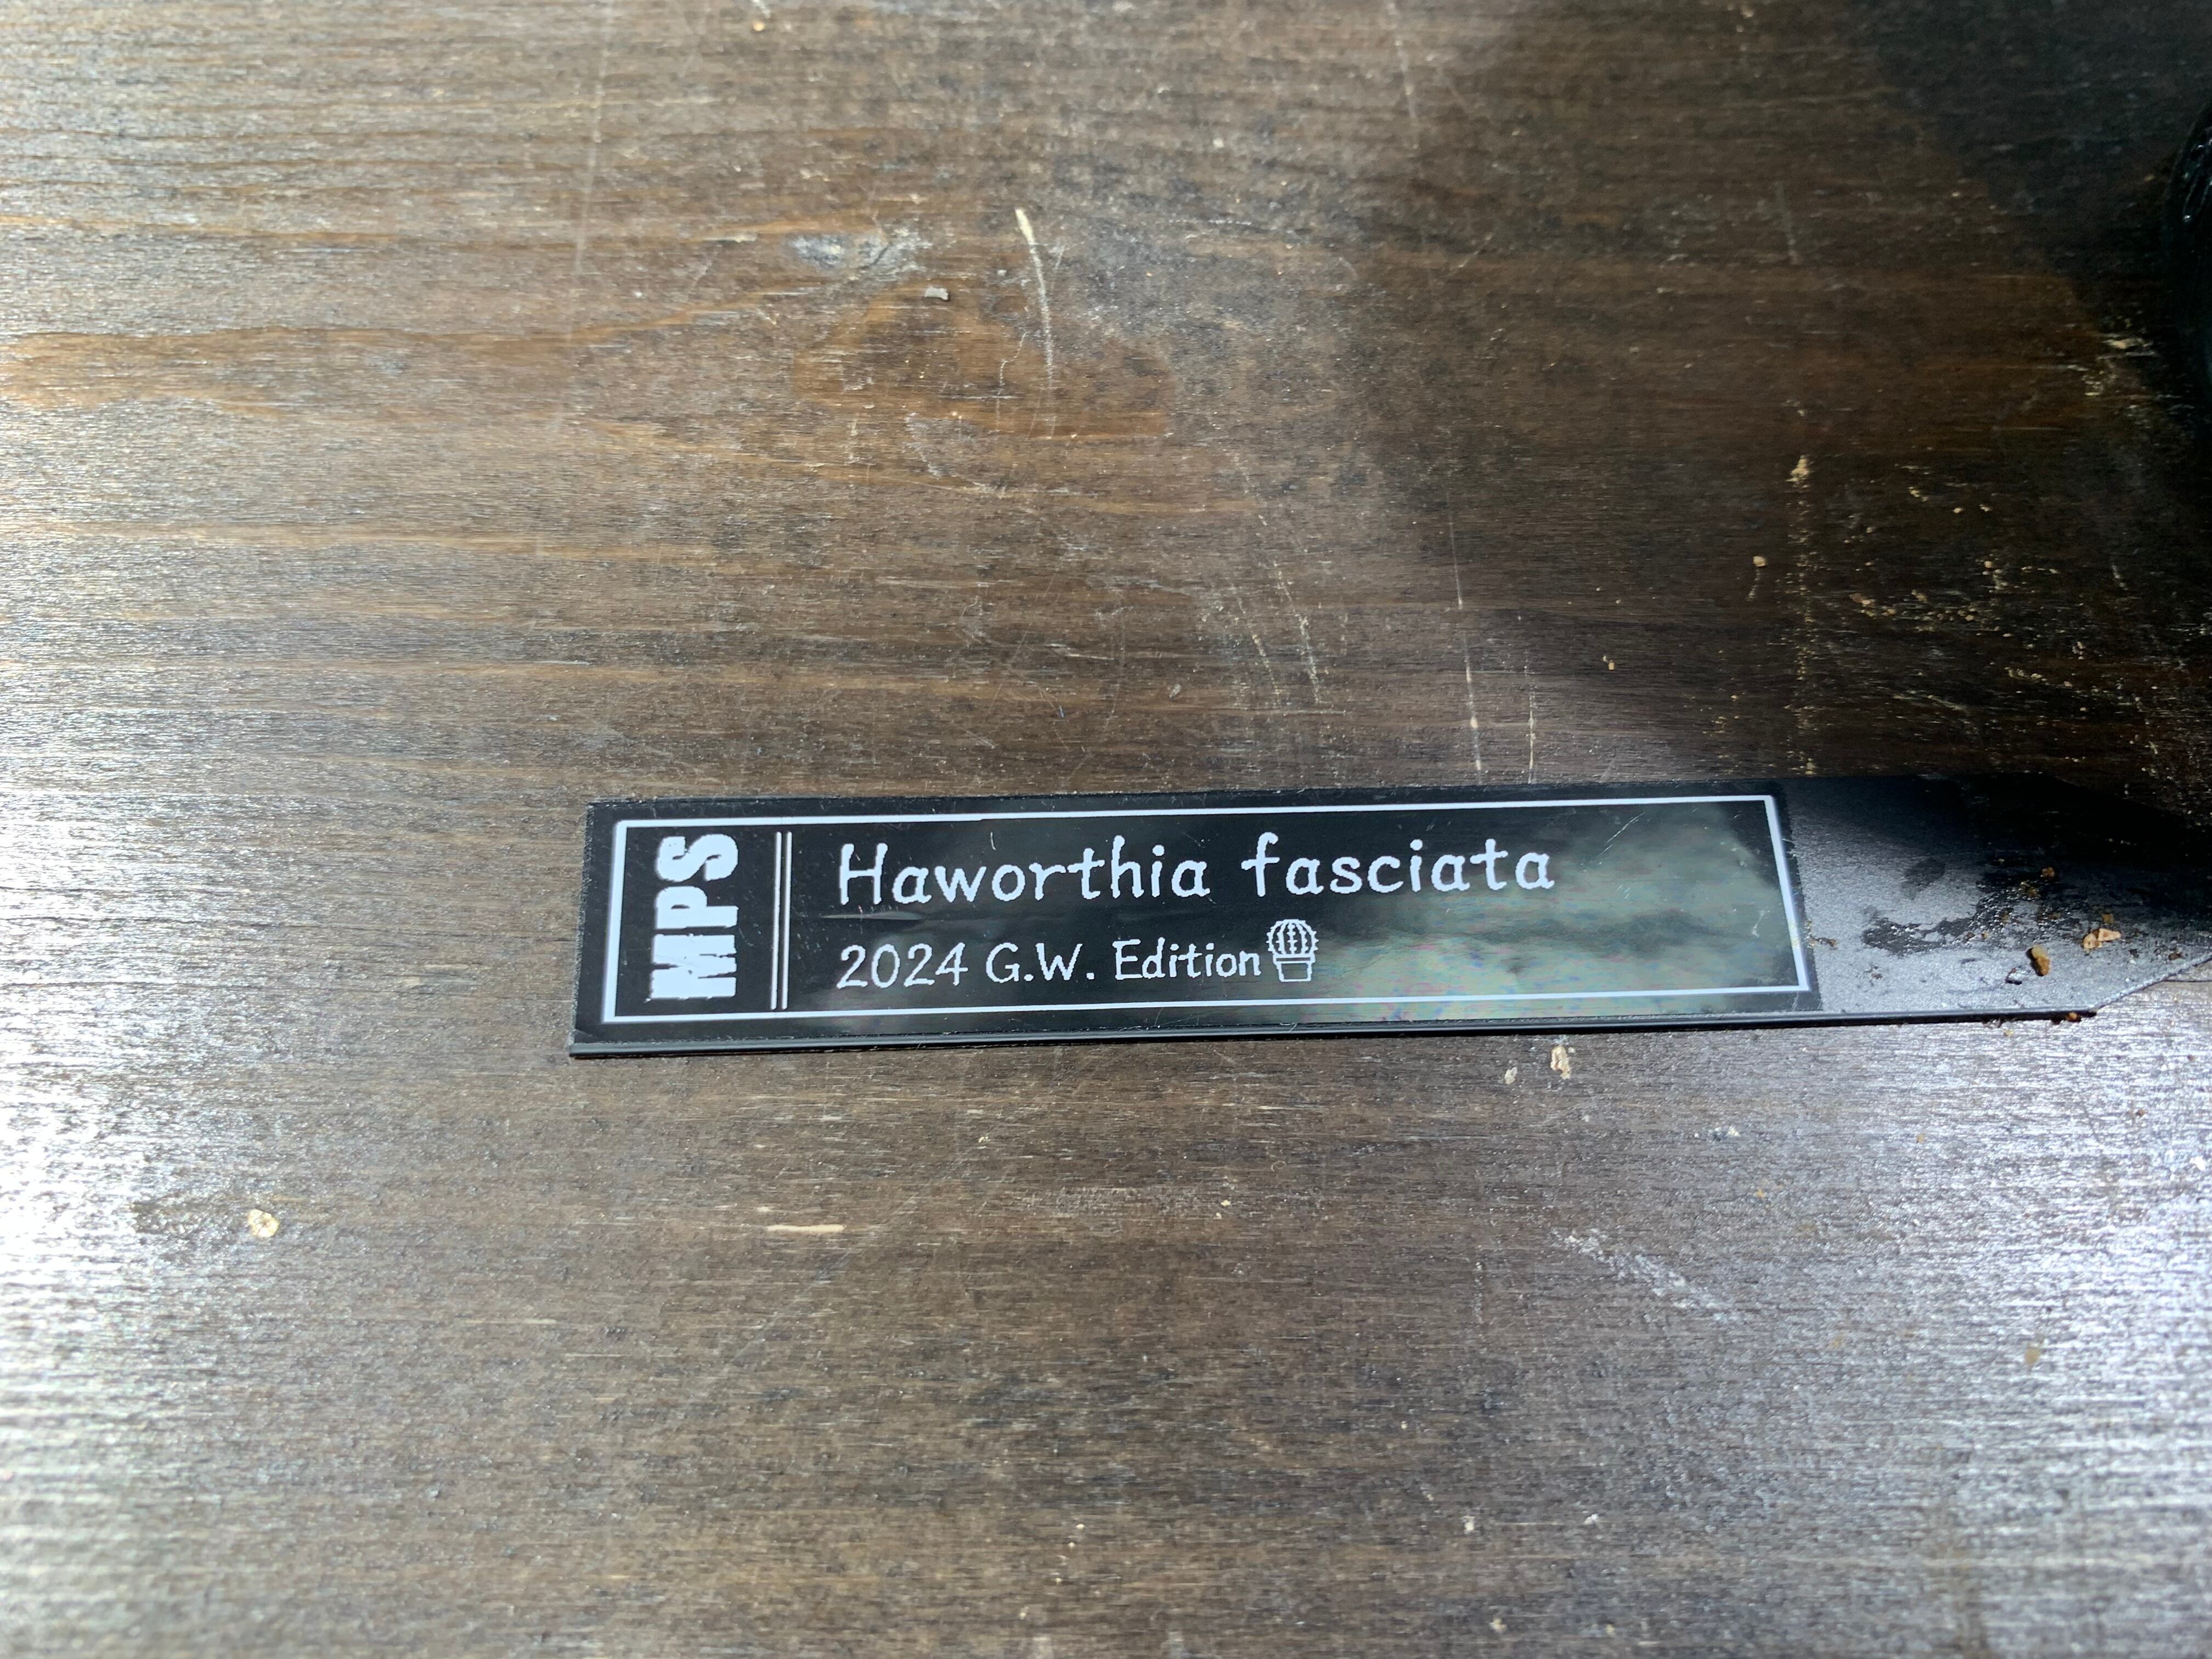 MPS
Haworthia fasciata
2024 G.W. Edition